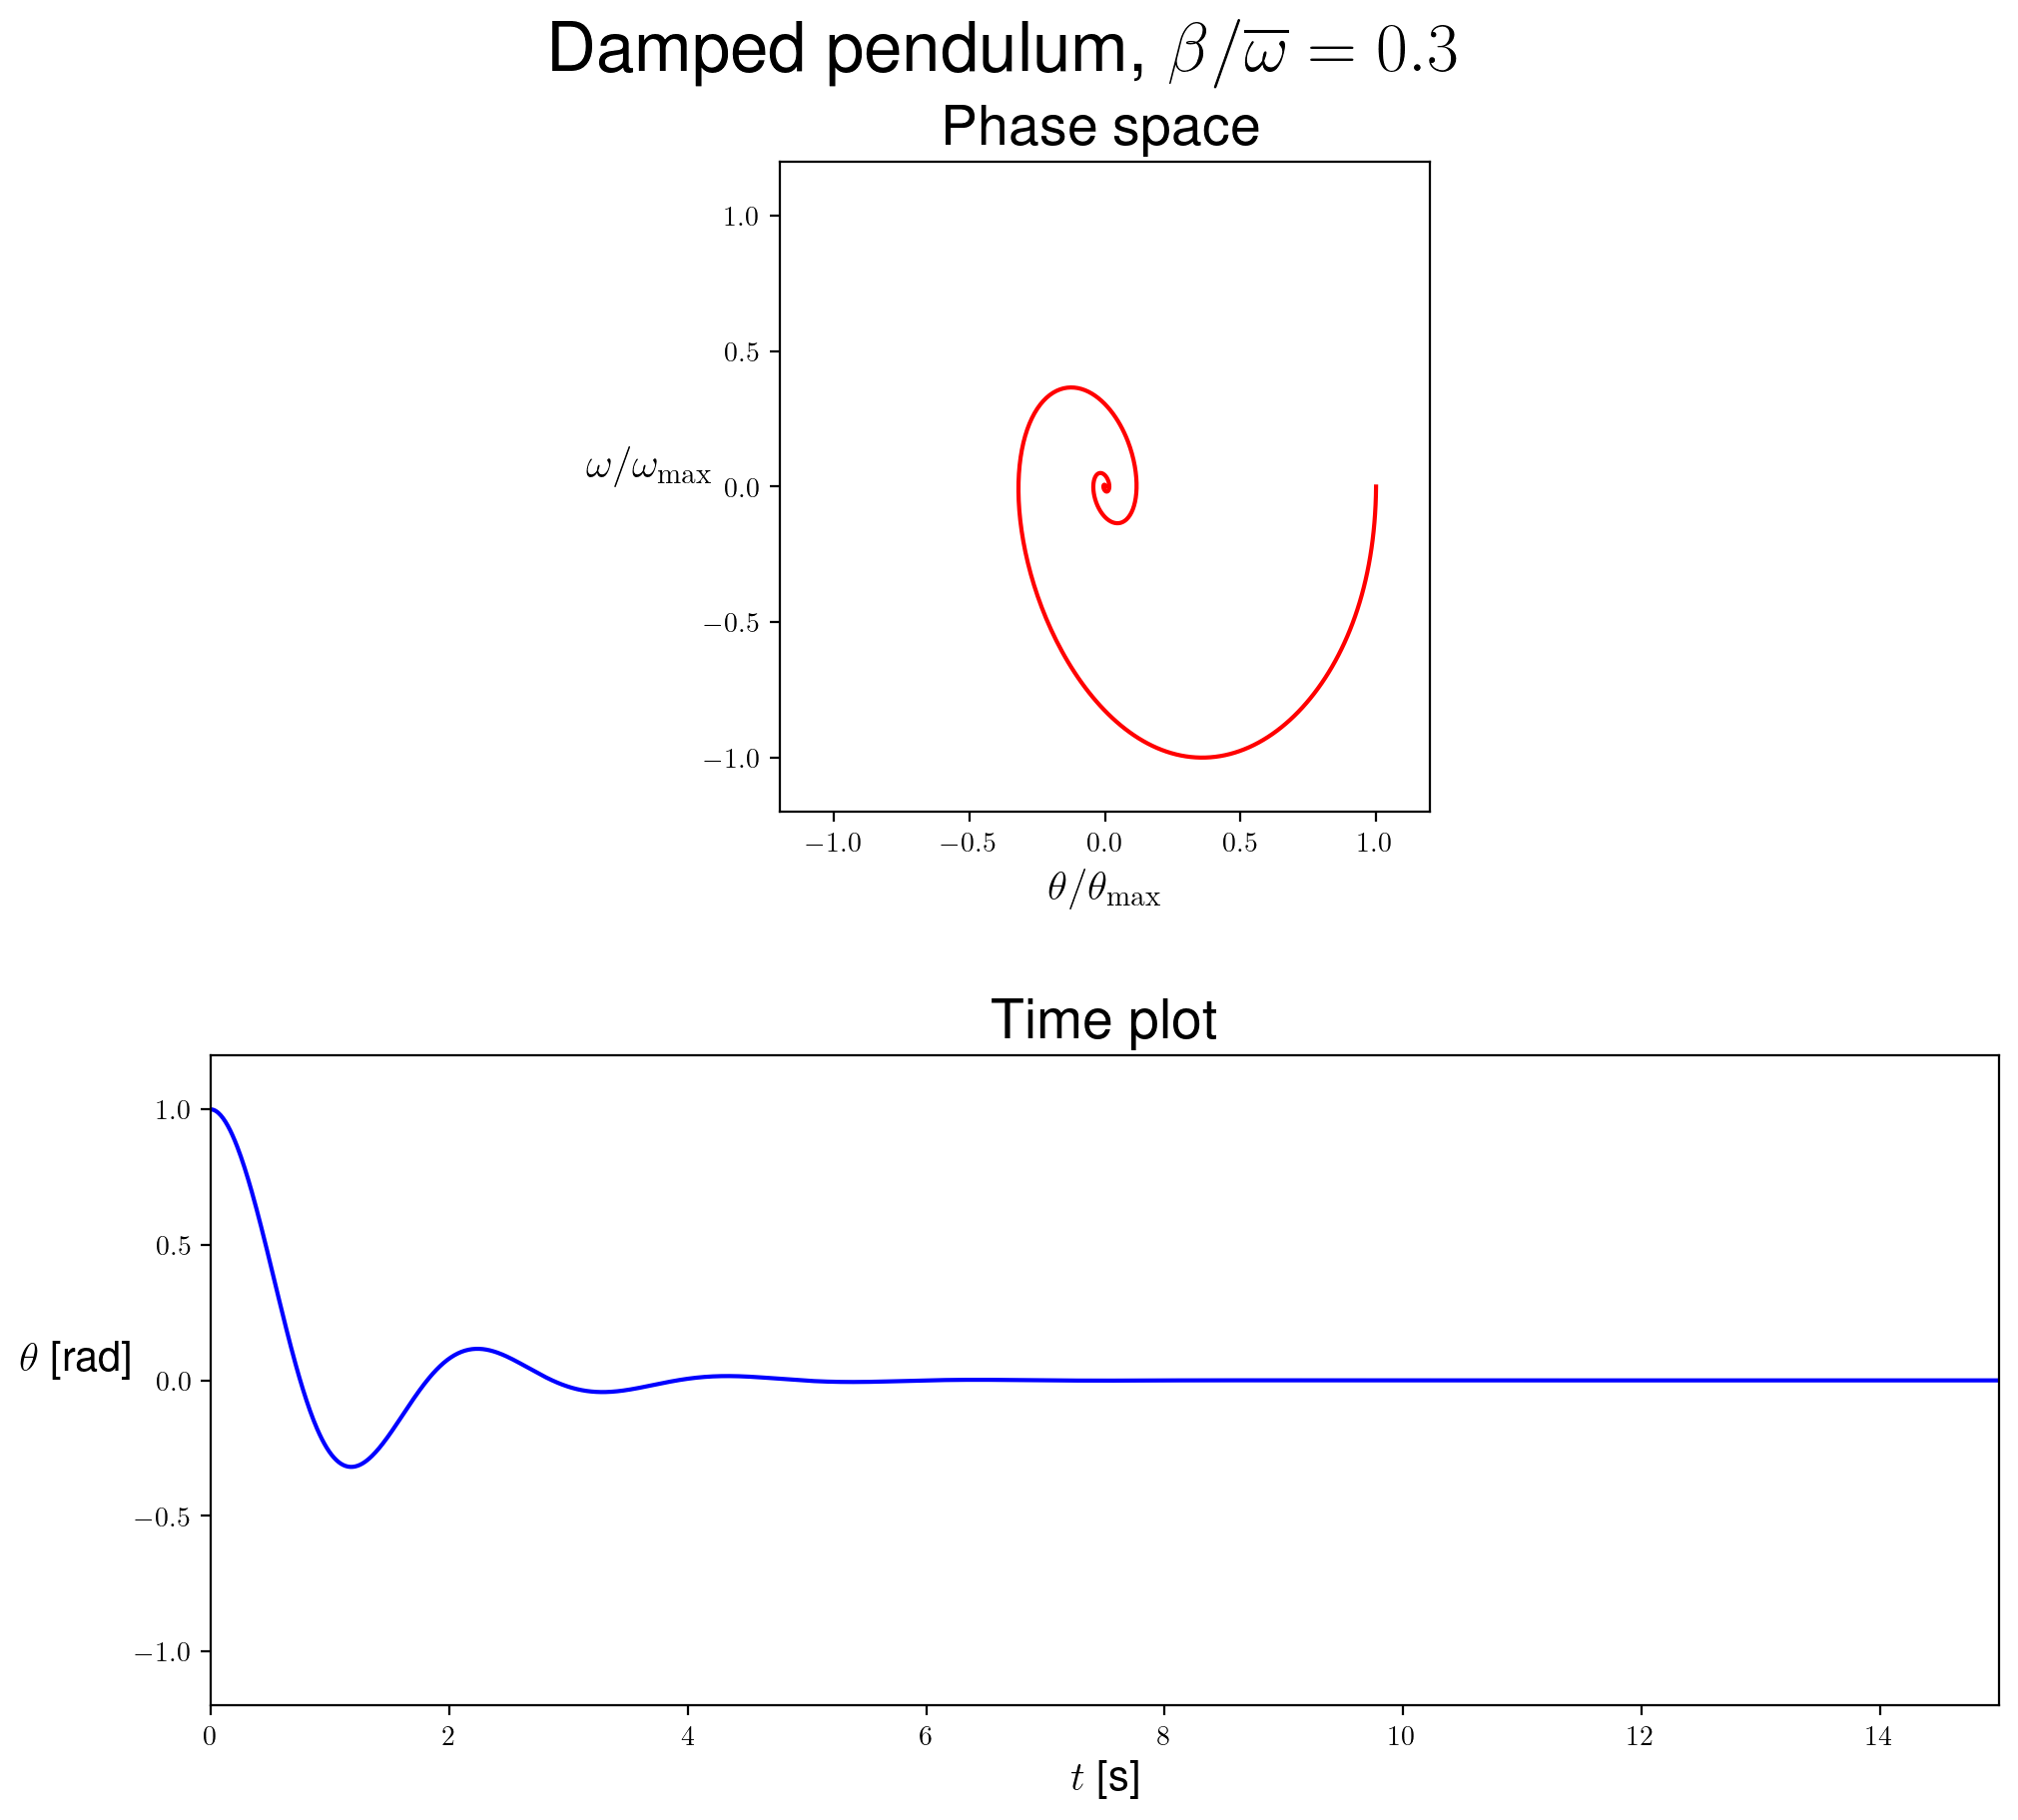 Damped pendulum, β/ω̅ = 0.3
Phase space
1.0
0.5
ω/ωmax 0.0
−0.5
−1.0
−1.0 −0.5 0.0 0.5 1.0
θ/θmax
Time plot
1.0
0.5
θ [rad]
0.0
−0.5
−1.0
0 2 4 6 8 10 12 14
t [s]